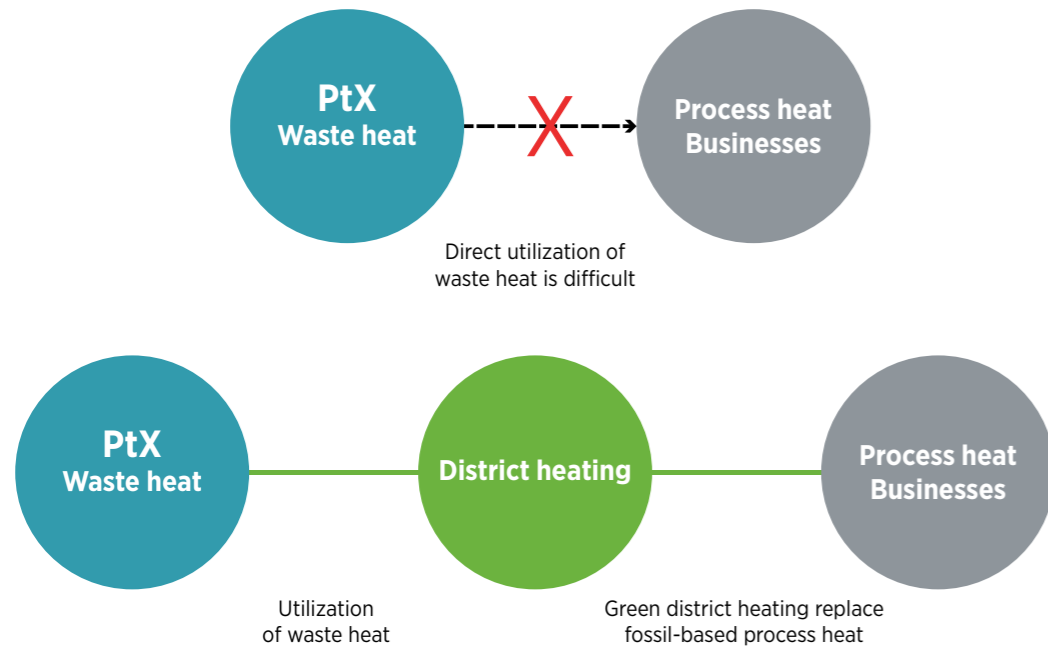 PtX
Waste heat
X
Process heat
Businesses
Direct utilization of
waste heat is difficult
PtX
Waste heat
District heating
Process heat
Businesses
Utilization
of waste heat
Green district heating replace
fossil-based process heat